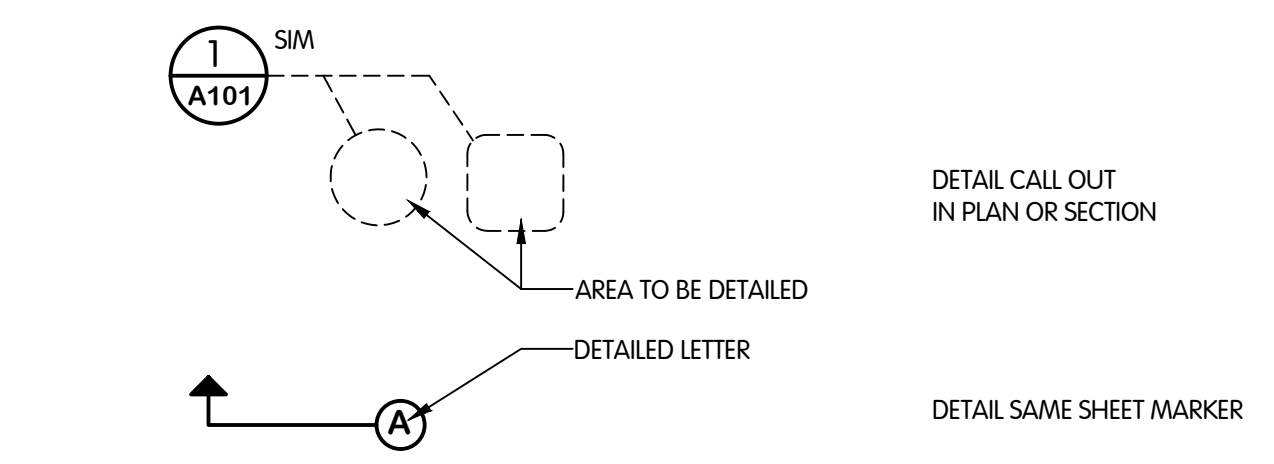 1
SIM
A101
DETAIL CALL OUT
IN PLAN OR SECTION
AREA TO BE DETAILED
DETAILED LETTER
A
DETAIL SAME SHEET MARKER